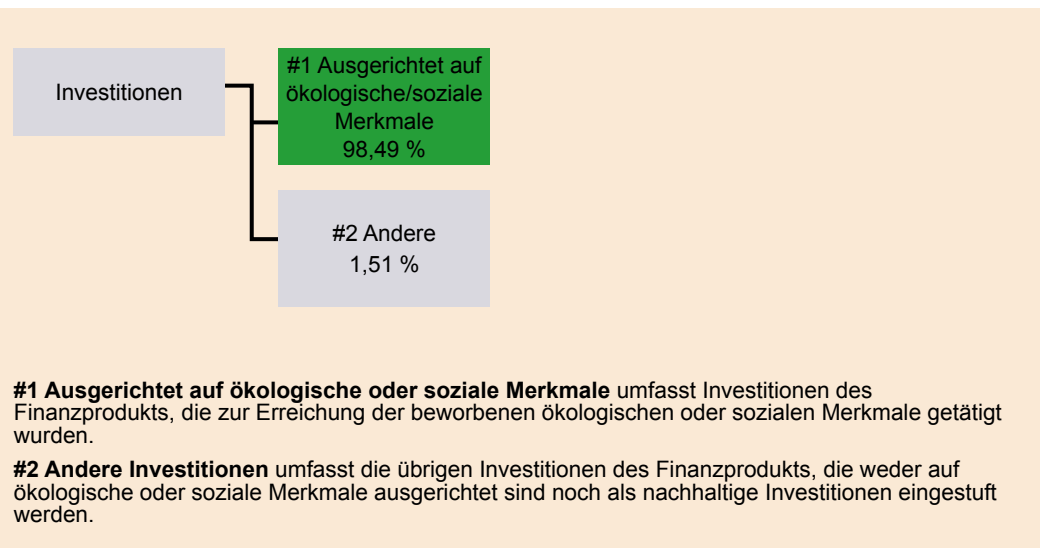 Investitionen
#1 Ausgerichtet auf
ökologische/soziale
Merkmale
98,49 %
#2 Andere
1,51 %
#1 Ausgerichtet auf ökologische oder soziale Merkmale umfasst Investitionen des
Finanzprodukts, die zur Erreichung der beworbenen ökologischen oder sozialen Merkmale getätigt
wurden.
#2 Andere Investitionen umfasst die übrigen Investitionen des Finanzprodukts, die weder auf
ökologische oder soziale Merkmale ausgerichtet sind noch als nachhaltige Investitionen eingestuft
werden.